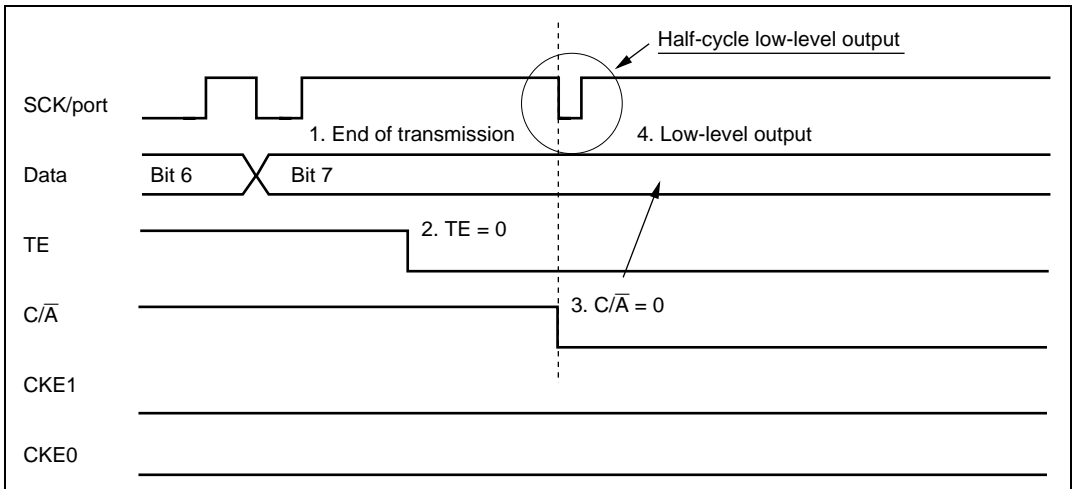 Half-cycle low-level output
SCK/port
1. End of transmission
4. Low-level output
Data
Bit 6
Bit 7
TE
2. TE = 0
C/A̅
3. C/A̅ = 0
CKE1
CKE0